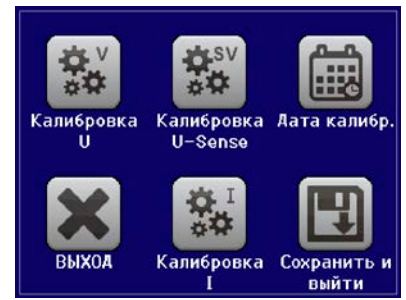 V
SV
Калибровка
U
Калибровка
U-Sense
Дата калибр.
I
ВЫХОД
Калибровка
I
Сохранить и
выйти